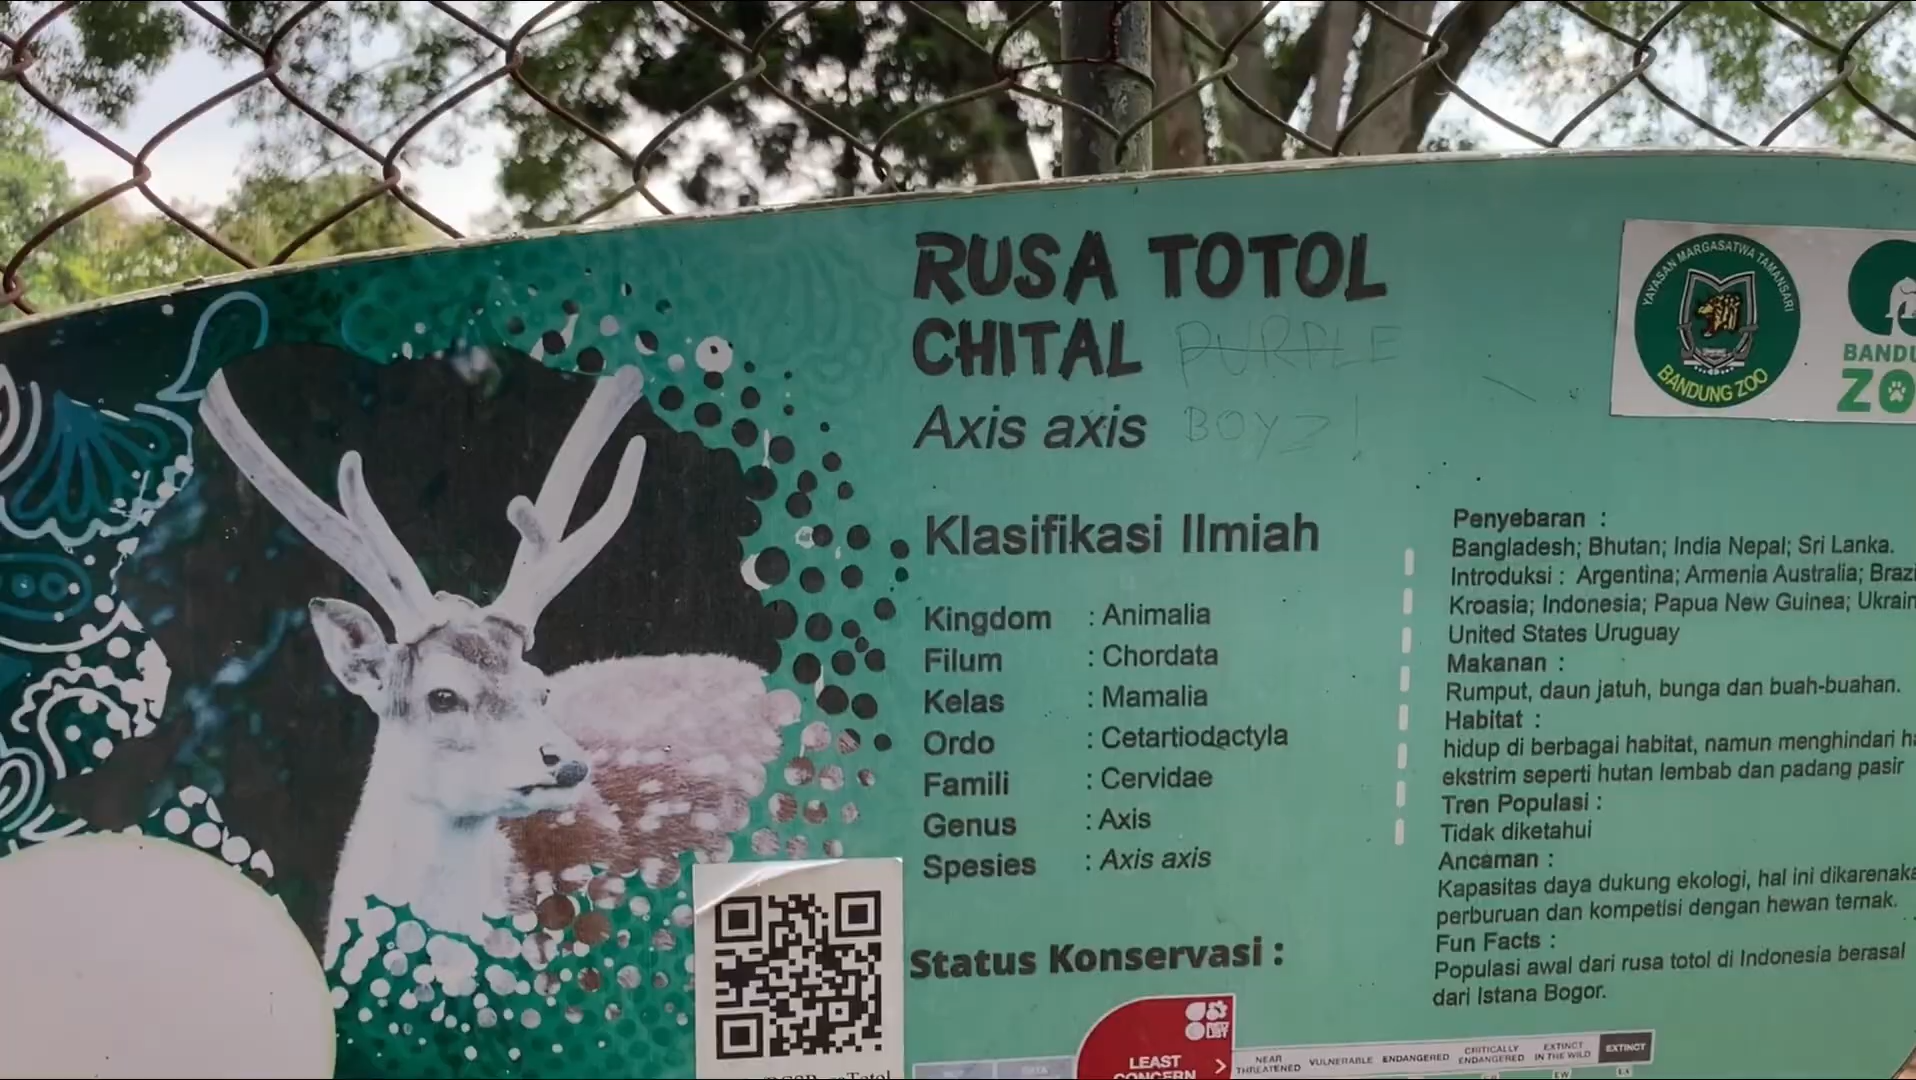 RUSA TOTOL
CHITAL
PURPLE
Axis axis
BOYZ!
YAYASAN MARGASATWA TAMANSARI
BANDUNG ZOO
Klasifikasi Ilmiah
Kingdom : Animalia
Filum : Chordata
Kelas : Mamalia
Ordo : Cetartiodactyla
Famili : Cervidae
Genus : Axis
Spesies : Axis axis
Status Konservasi :
Penyebaran :
Bangladesh; Bhutan; India Nepal; Sri Lanka.
Introduksi : Argentina; Armenia Australia;
Kroasia; Indonesia; Papua New Guinea;
United States Uruguay
Makanan :
Rumput, daun jatuh, bunga dan buah-buahan.
Habitat :
hidup di berbagai habitat, namun menghindari
ekstrim seperti hutan lembab dan padang pasir
Tren Populasi :
Tidak diketahui
Ancaman :
Kapasitas daya dukung ekologi, hal ini
perburuan dan kompetisi dengan hewan ternak.
Fun Facts :
Populasi awal dari rusa totol di Indonesia berasal
dari Istana Bogor.
LEAST
CONCERN
NEAR
THREATENED
VULNERABLE
ENDANGERED
CRITICALLY
ENDANGERED
EXTINCT
IN THE WILD
EXTINCT